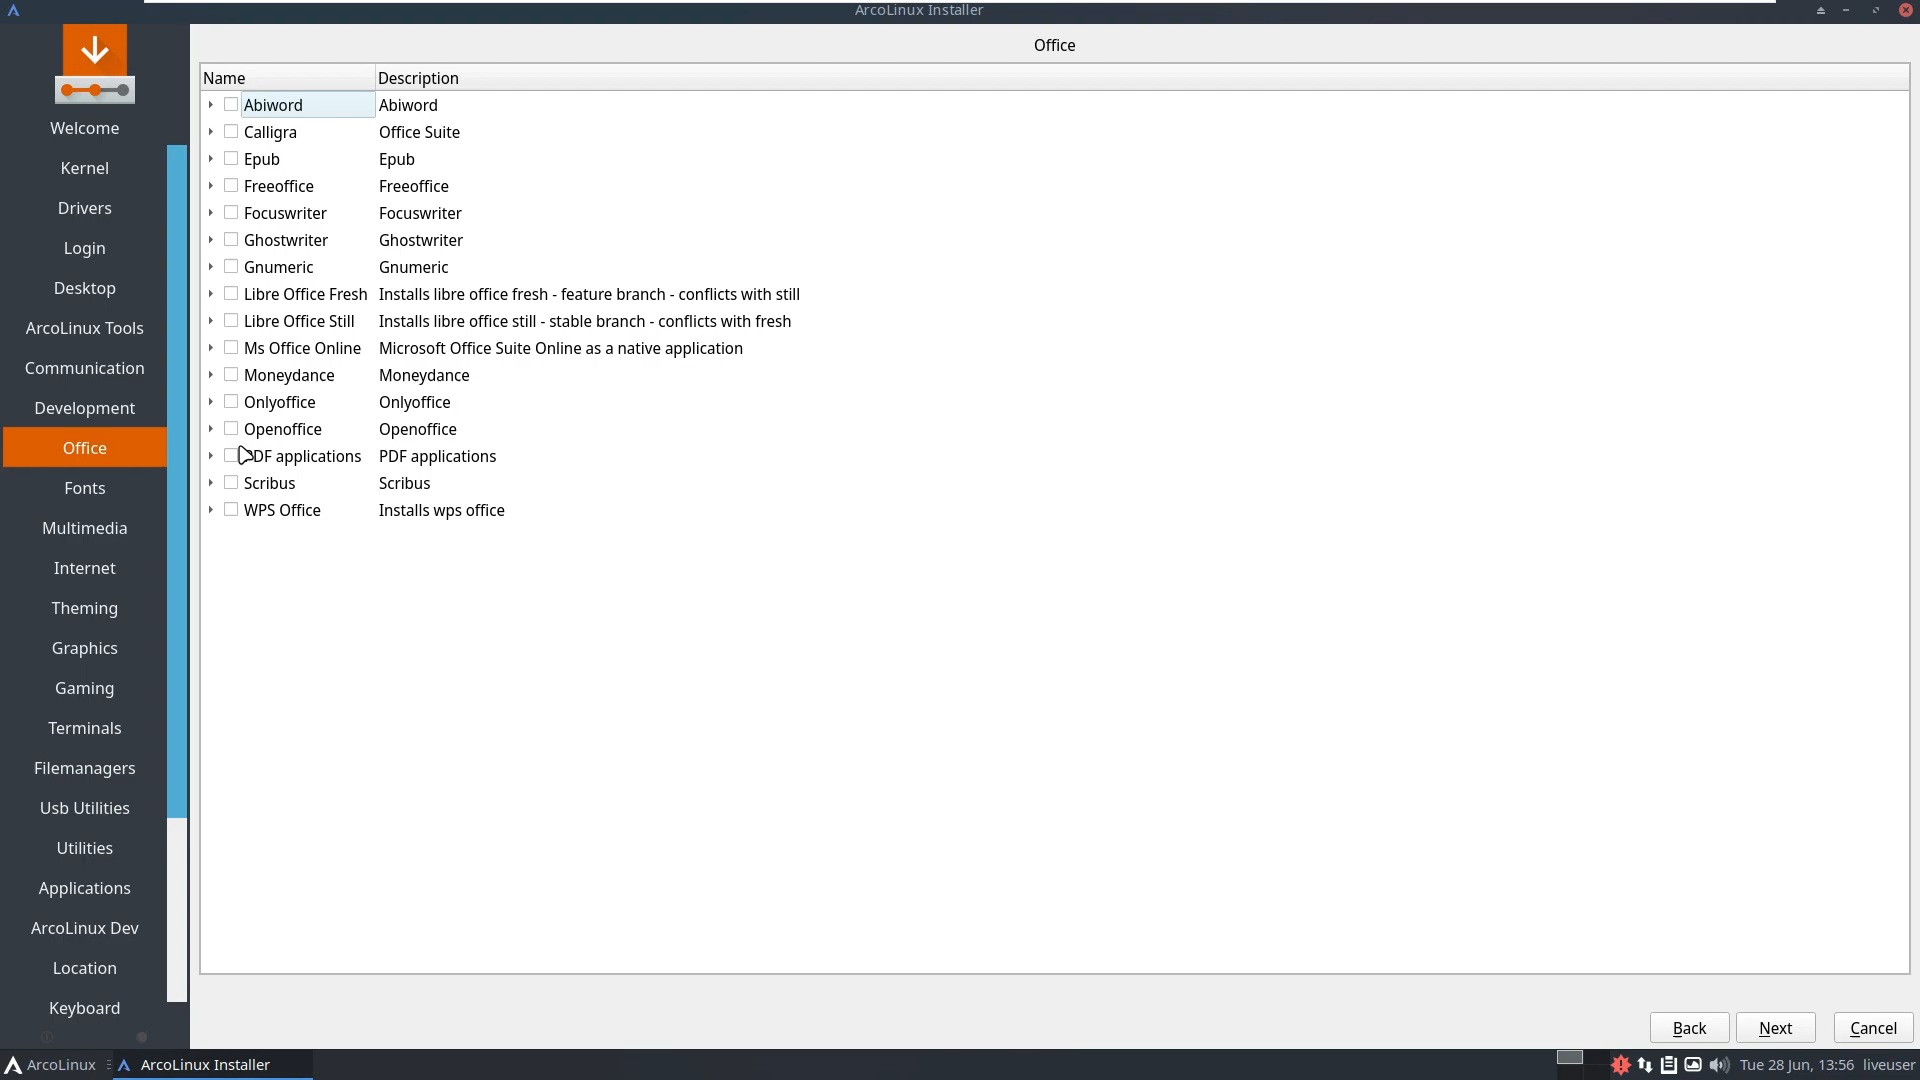 ArcoLinux Installer
Office
Name Description
Abiword Abiword
Calligra Office Suite
Epub Epub
Freeoffice Freeoffice
Focuswriter Focuswriter
Ghostwriter Ghostwriter
Gnumeric Gnumeric
Libre Office Fresh Installs libre office fresh - feature branch - conflicts with still
Libre Office Still Installs libre office still - stable branch - conflicts with fresh
Ms Office Online Microsoft Office Suite Online as a native application
Moneydance Moneydance
Onlyoffice Onlyoffice
Openoffice Openoffice
PDF applications PDF applications
Scribus Scribus
WPS Office Installs wps office
Welcome
Kernel
Drivers
Login
Desktop
ArcoLinux Tools
Communication
Development
Office
Fonts
Multimedia
Internet
Theming
Graphics
Gaming
Terminals
Filemanagers
Usb Utilities
Utilities
Applications
ArcoLinux Dev
Location
Keyboard
Back Next Cancel
ArcoLinux ArcoLinux Installer Tue 28 Jun, 13:56 liveuser